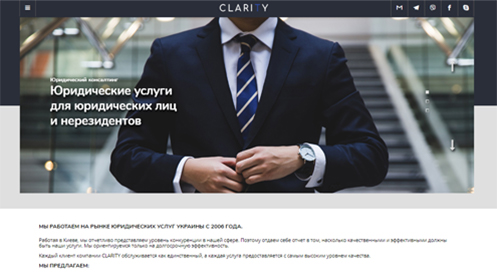 CLARITY
Юридический консалтинг
Юридические услуги
для юридических лиц
и нерезидентов
МЫ РАБОТАЕМ НА РЫНКЕ ЮРИДИЧЕСКИХ УСЛУГ УКРАИНЫ С 2006 ГОДА.
Работая в Киеве, мы отчетливо представляем уровень конкуренции в нашей сфере. Поэтому отдаем себе отчет в том, насколько качественными и эффективными должны
быть наши услуги. Мы ориентируемся только на долгосрочную эффективность.
Каждый клиент компании CLARITY обслуживается как единственный, а каждая услуга предоставляется с самым высоким уровнем качества.
МЫ ПРЕДЛАГАЕМ: